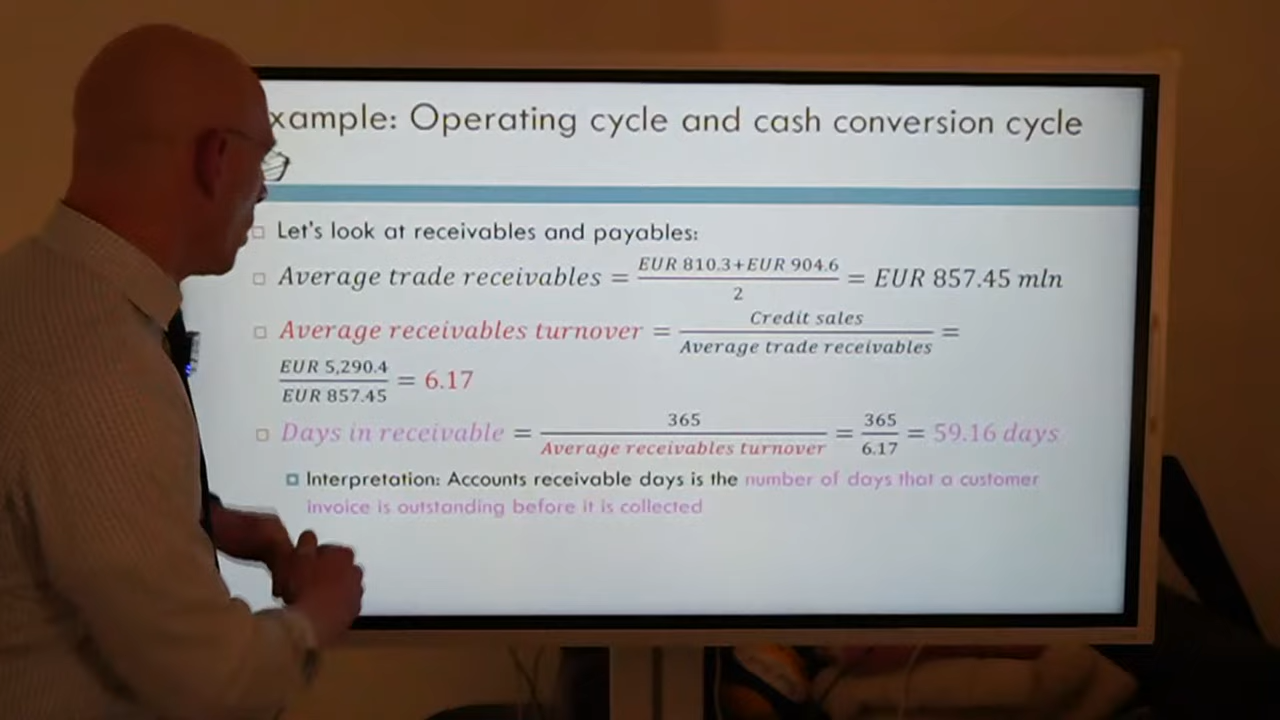 xample: Operating cycle and cash conversion cycle
Let's look at receivables and payables:
Average trade receivables = EUR 810.3+EUR 904.6 / 2 = EUR 857.45 mln
Average receivables turnover = Credit sales / Average trade receivables =
EUR 5,290.4 / EUR 857.45 = 6.17
Days in receivable = 365 / Average receivables turnover = 365 / 6.17 = 59.16 days
Interpretation: Accounts receivable days is the number of days that a customer
invoice is outstanding before it is collected